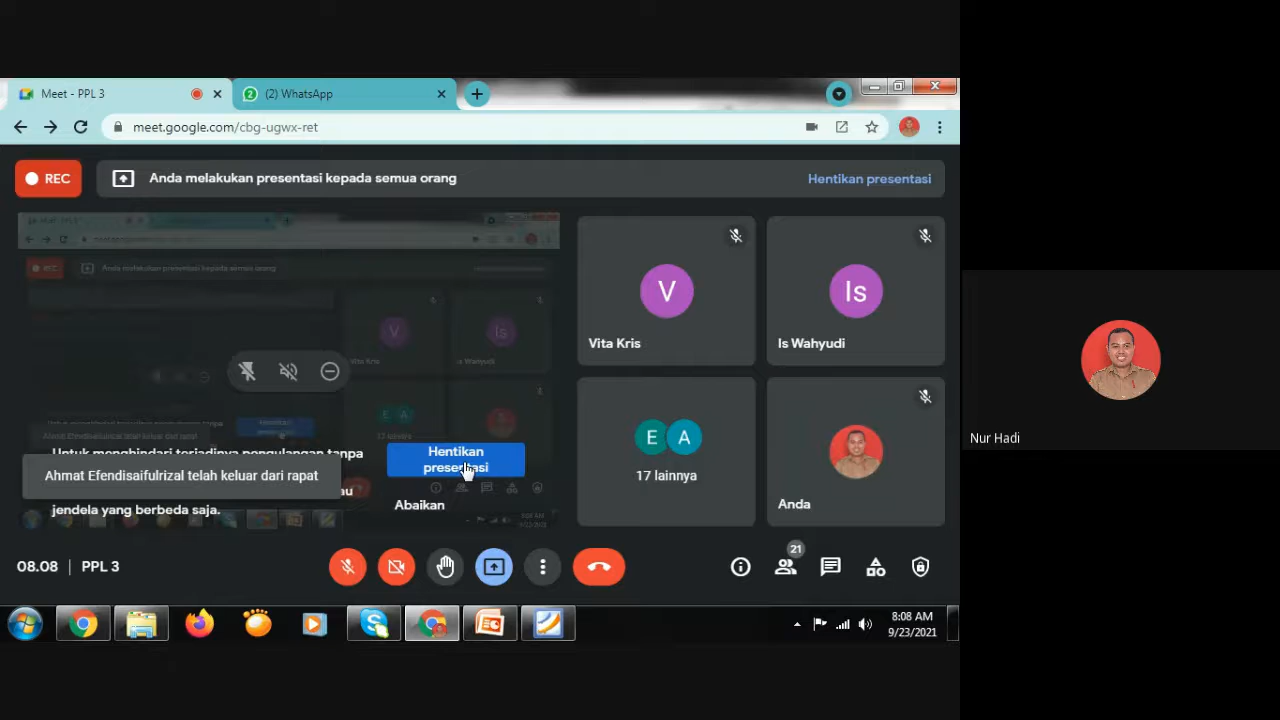 Meet - PPL 3
(2) WhatsApp
meet.google.com/cbg-ugwx-ret
REC
Anda melakukan presentasi kepada semua orang
Hentikan presentasi
V
Vita Kris
Is
Is Wahyudi
E A
17 lainnya
Anda
Untuk menghindari terjadinya pengulangan tanpa
Hentikan
presentasi
Ahmat Efendisaifulrizal telah keluar dari rapat
au
jendela yang berbeda saja.
Abaikan
08.08 | PPL 3
21
8:08 AM
9/23/2021
Nur Hadi